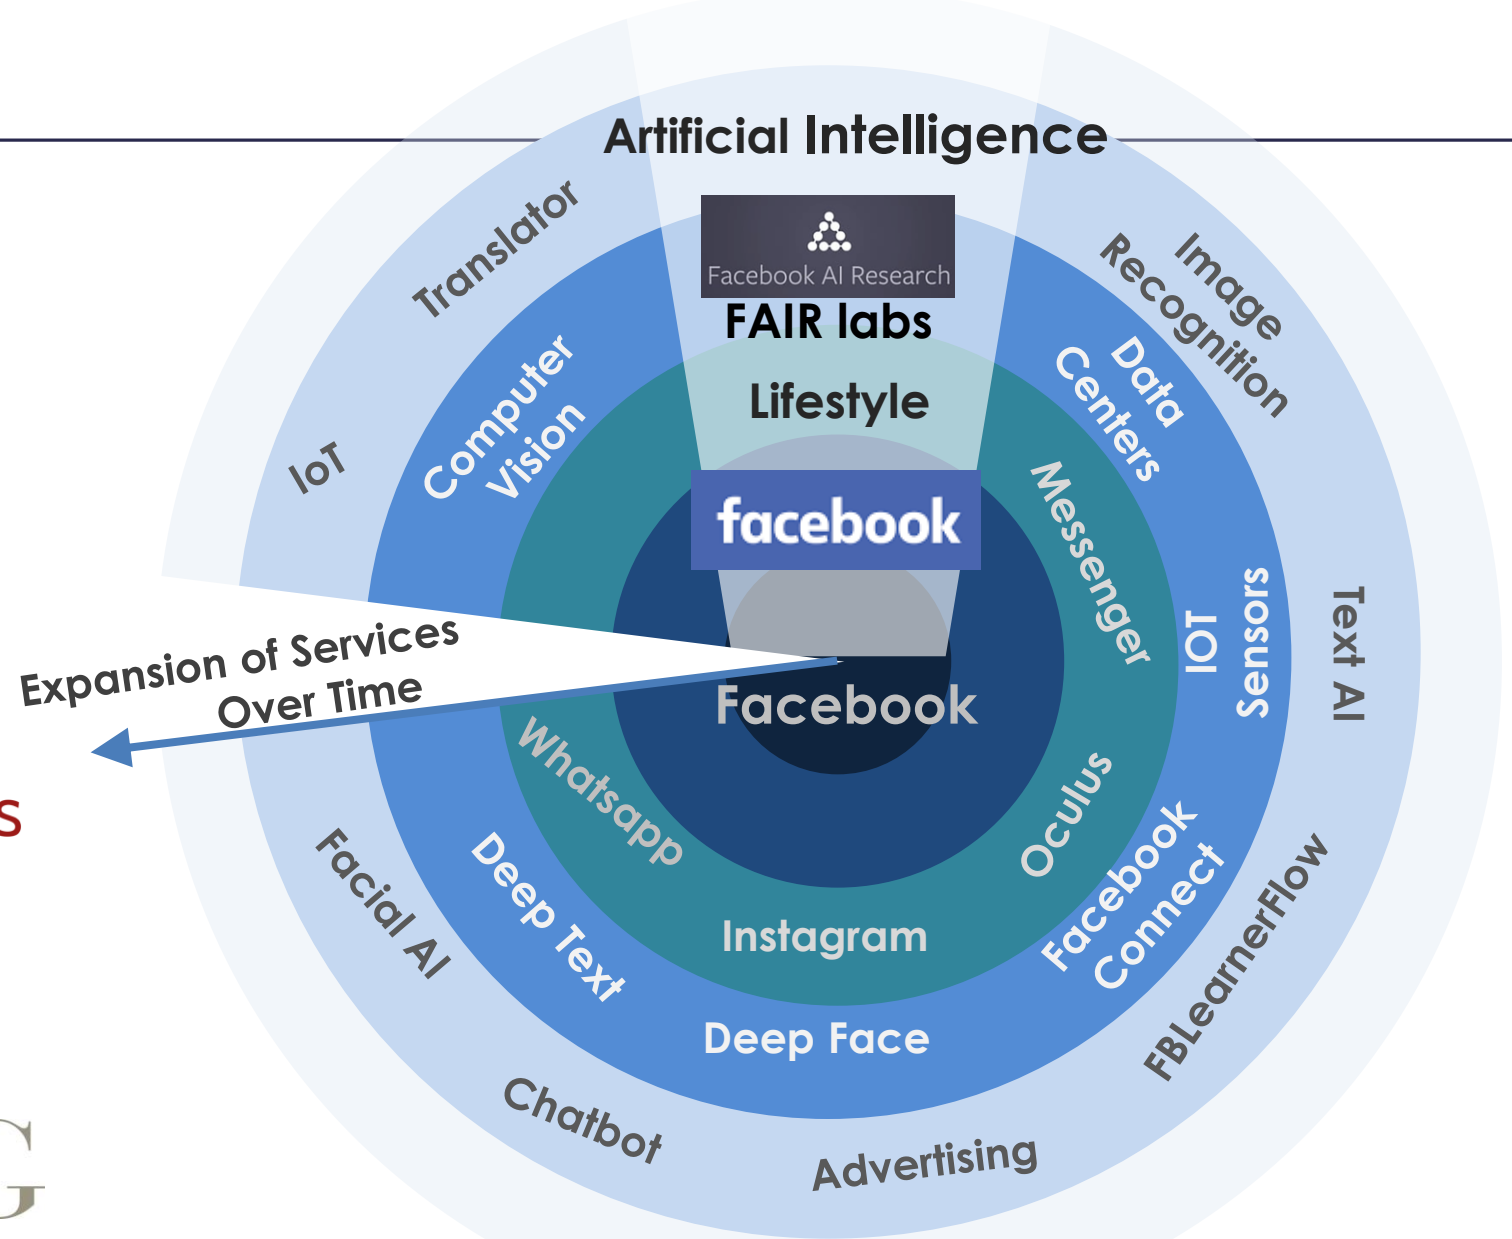 Artificial Intelligence
Facebook AI Research
FAIR labs
Lifestyle
facebook
Facebook
Expansion of Services
Over Time
Messenger
Oculus
Instagram
Whatsapp
Data
Centers
IOT
Sensors
Facebook
Connect
Deep Face
Deep Text
Computer
Vision
Image
Recognition
Text AI
FBLearnerFlow
Advertising
Chatbot
Facial AI
IoT
Translator
s
G